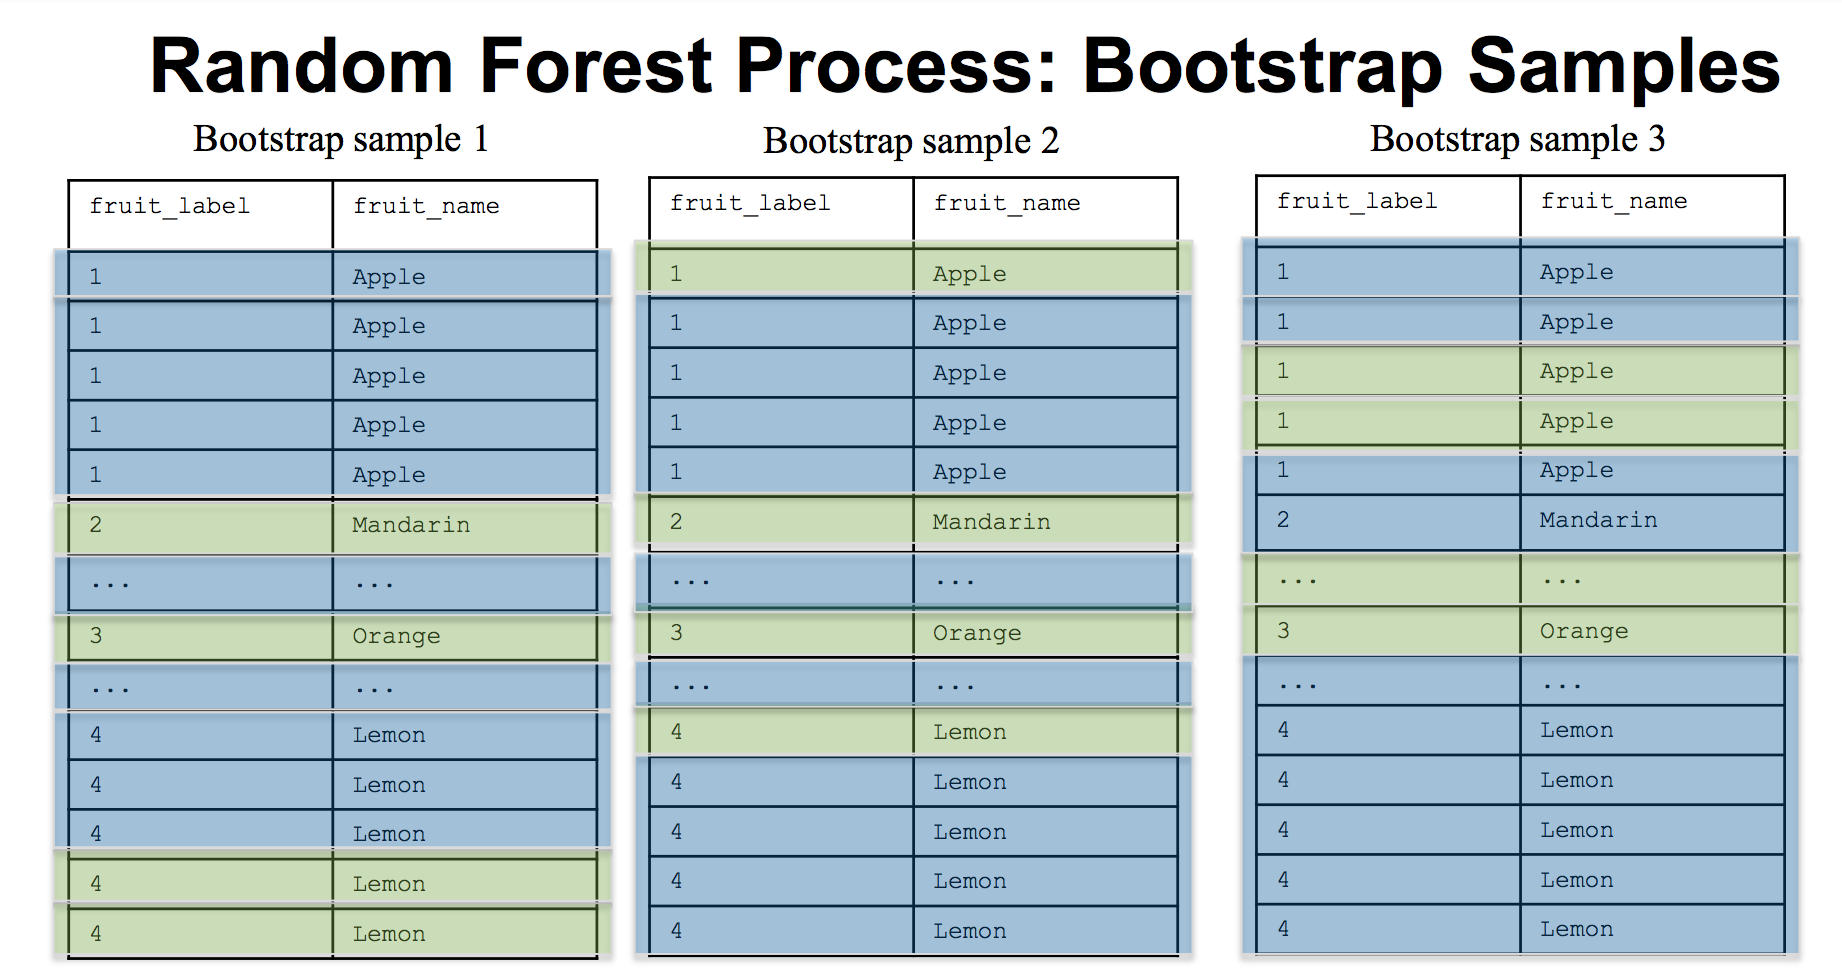 Random Forest Process: Bootstrap Samples
Bootstrap sample 1
fruit_label fruit_name
1 Apple
1 Apple
1 Apple
1 Apple
1 Apple
2 Mandarin
... ...
3 Orange
... ...
4 Lemon
4 Lemon
4 Lemon
4 Lemon
4 Lemon
Bootstrap sample 2
fruit_label fruit_name
1 Apple
1 Apple
1 Apple
1 Apple
1 Apple
2 Mandarin
... ...
3 Orange
... ...
4 Lemon
4 Lemon
4 Lemon
4 Lemon
4 Lemon
Bootstrap sample 3
fruit_label fruit_name
1 Apple
1 Apple
1 Apple
1 Apple
1 Apple
2 Mandarin
... ...
3 Orange
... ...
4 Lemon
4 Lemon
4 Lemon
4 Lemon
4 Lemon